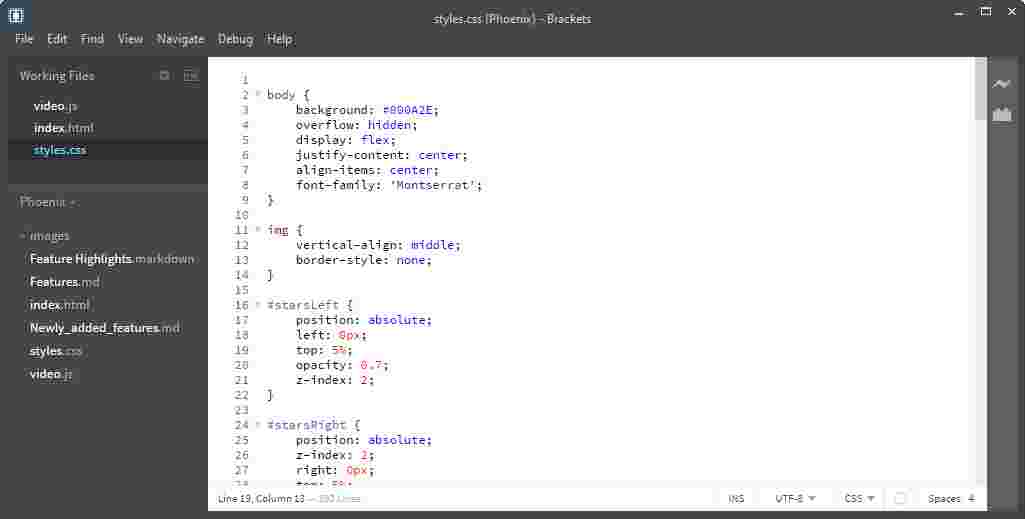 styles.css (Phoenix) - Brackets
File Edit Find View Navigate Debug Help
Working Files
video.js
index.html
styles.css
Phoenix
images
Feature Highlights.markdown
Features.md
index.html
Newly_added_features.md
styles.css
video.js
1
2 body {
3 background: #000A2E;
4 overflow: hidden;
5 display: flex;
6 justify-content: center;
7 align-items: center;
8 font-family: 'Montserrat';
9 }
10
11 img {
12 vertical-align: middle;
13 border-style: none;
14 }
15
16 #starsLeft {
17 position: absolute;
18 left: 0px;
19 top: 5%;
20 opacity: 0.7;
21 z-index: 2;
22 }
23
24 #starsRight {
25 position: absolute;
26 z-index: 2;
27 right: 0px;
28 top: 5%;
Line 19, Column 13 — Lines
INS UTF-8 CSS Spaces: 4